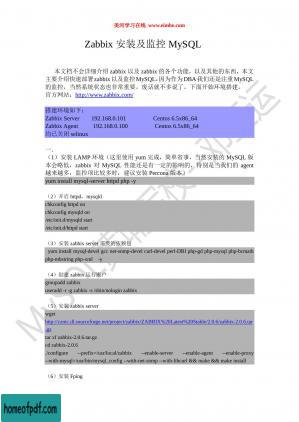 美河学习在线 www.eimhe.com
Zabbix 安装及监控 MySQL
本文档不会详细介绍 zabbix 以及 zabbix 的各个功能，以及其他的东西，本文
主要介绍快速部署 zabbix 以及监控 MySQL，因为作为 DBA 我们还是注重 MySQL
的监控，当然系统状态也非常重要，废话就不多说了，下面开始环境搭建。
官方网站：http://www.zabbix.com/
搭建环境如下：
Zabbix Server 192.168.0.101 Centos 6.5x86_64
Zabbix Agent 192.168.0.100 Centos 6.5x86_64
均已关闭 selinux
一、
（1）安装 LAMP 环境（这里使用 yum 完成，简单省事，当然安装的 MySQL 版
本会略低，zabbix 对 MySQL 性能还是有一定的影响的，特别是当我们的 agent
越来越多，监控项比较多时，建议安装 Percona 版本。）
yum install mysql-server httpd php -y
（2）开启 httpd，mysqld
chkconfig httpd on
chkconfig mysqld on
/etc/init.d/mysqld start
/etc/init.d/httpd start
（3）安装 zabbix server 需要的依赖包
yum install mysql-devel gcc net-snmp-devel curl-devel perl-DBI php-gd php-mysql php-bcmath
php-mbstring php-xml -y
（4）创建 zabbix 运行账户
groupadd zabbix
useradd -r -g zabbix -s /sbin/nologin zabbix
（5）安装 zabbix server
wget
http://cznic.dl.sourceforge.net/project/zabbix/ZABBIX%20Latest%20Stable/2.0.6/zabbix-2.0.6.tar
.gz
tar xf zabbix-2.0.6.tar.gz
cd zabbix-2.0.6
./configure --prefix=/usr/local/zabbix --enable-server --enable-agent --enable-proxy
--with-mysql=/usr/bin/mysql_config --with-net-snmp --with-libcurl && make && make install
（6）安装 Fping
homeofpdf.com